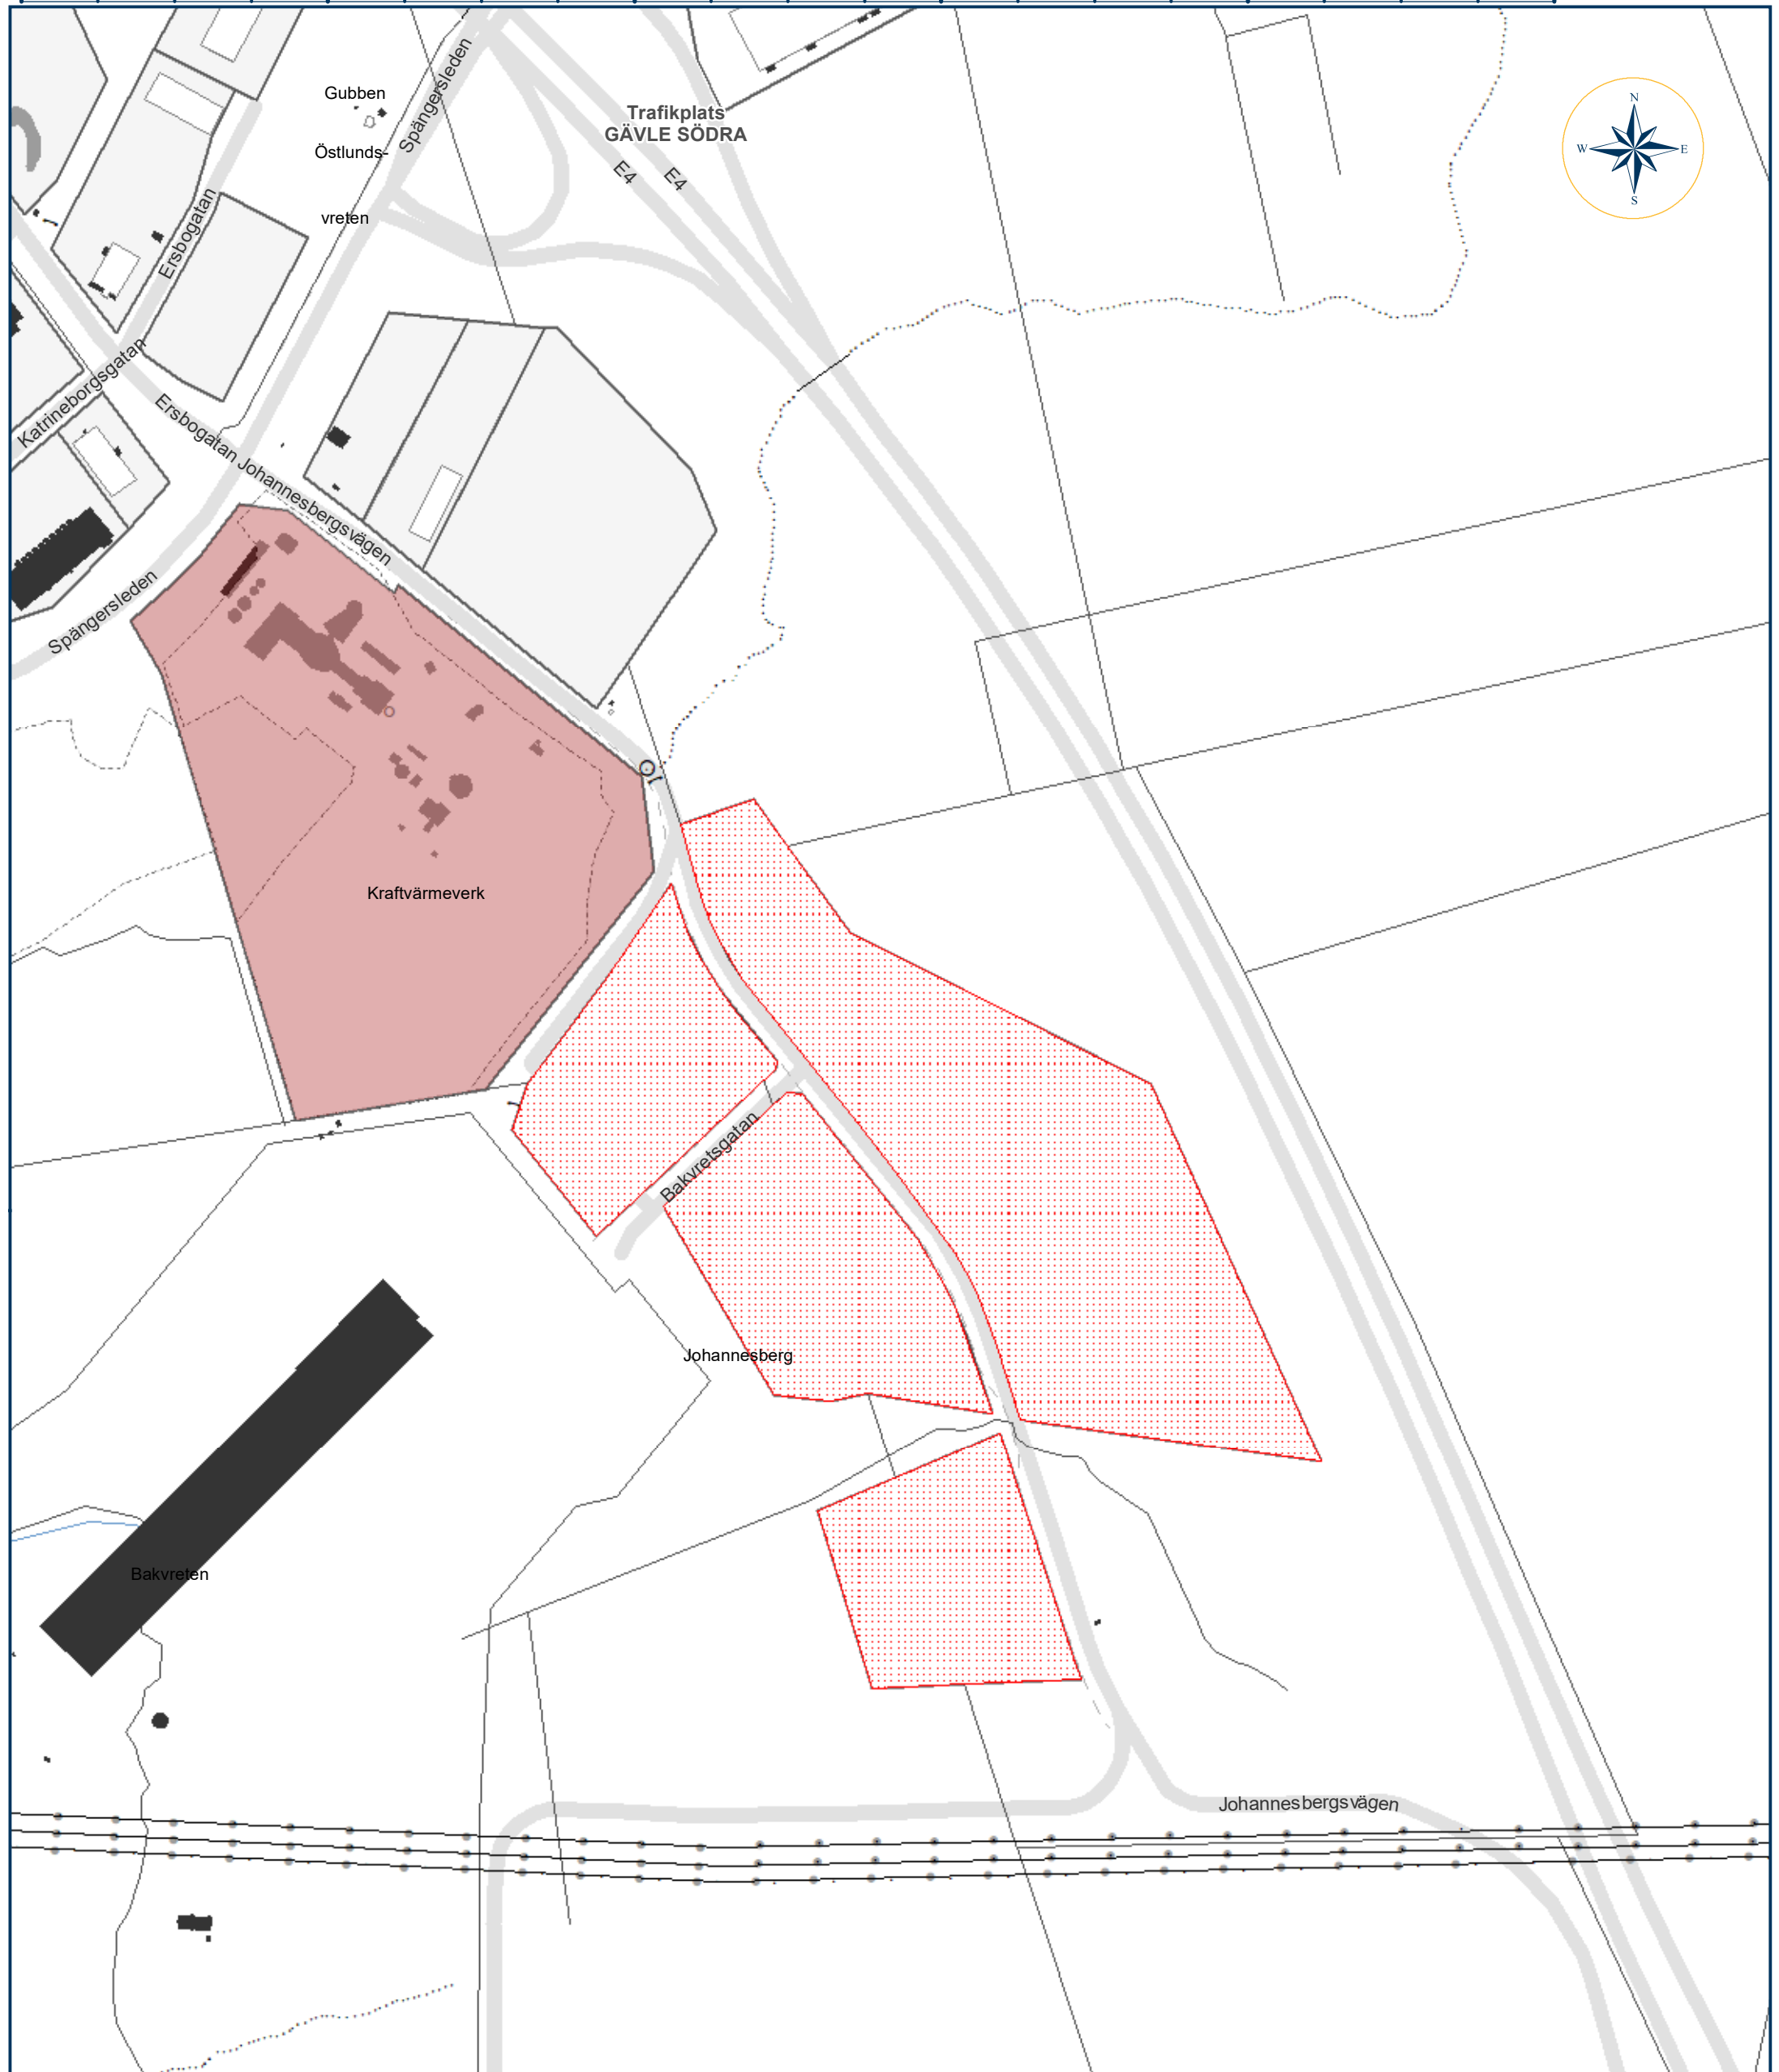 Gubben
Östlunds-
vreten
Spängersleden
Trafikplats
GÄVLE SÖDRA
E4
E4
N
W
E
S
Ersbogatan
Katrineborgsgatan
Ersbogatan
Johannesbergsvägen
Spängersleden
Jo
Kraftvärmeverk
Bakvretsgatan
Johannesberg
Bakvreten
Johannesbergsvägen